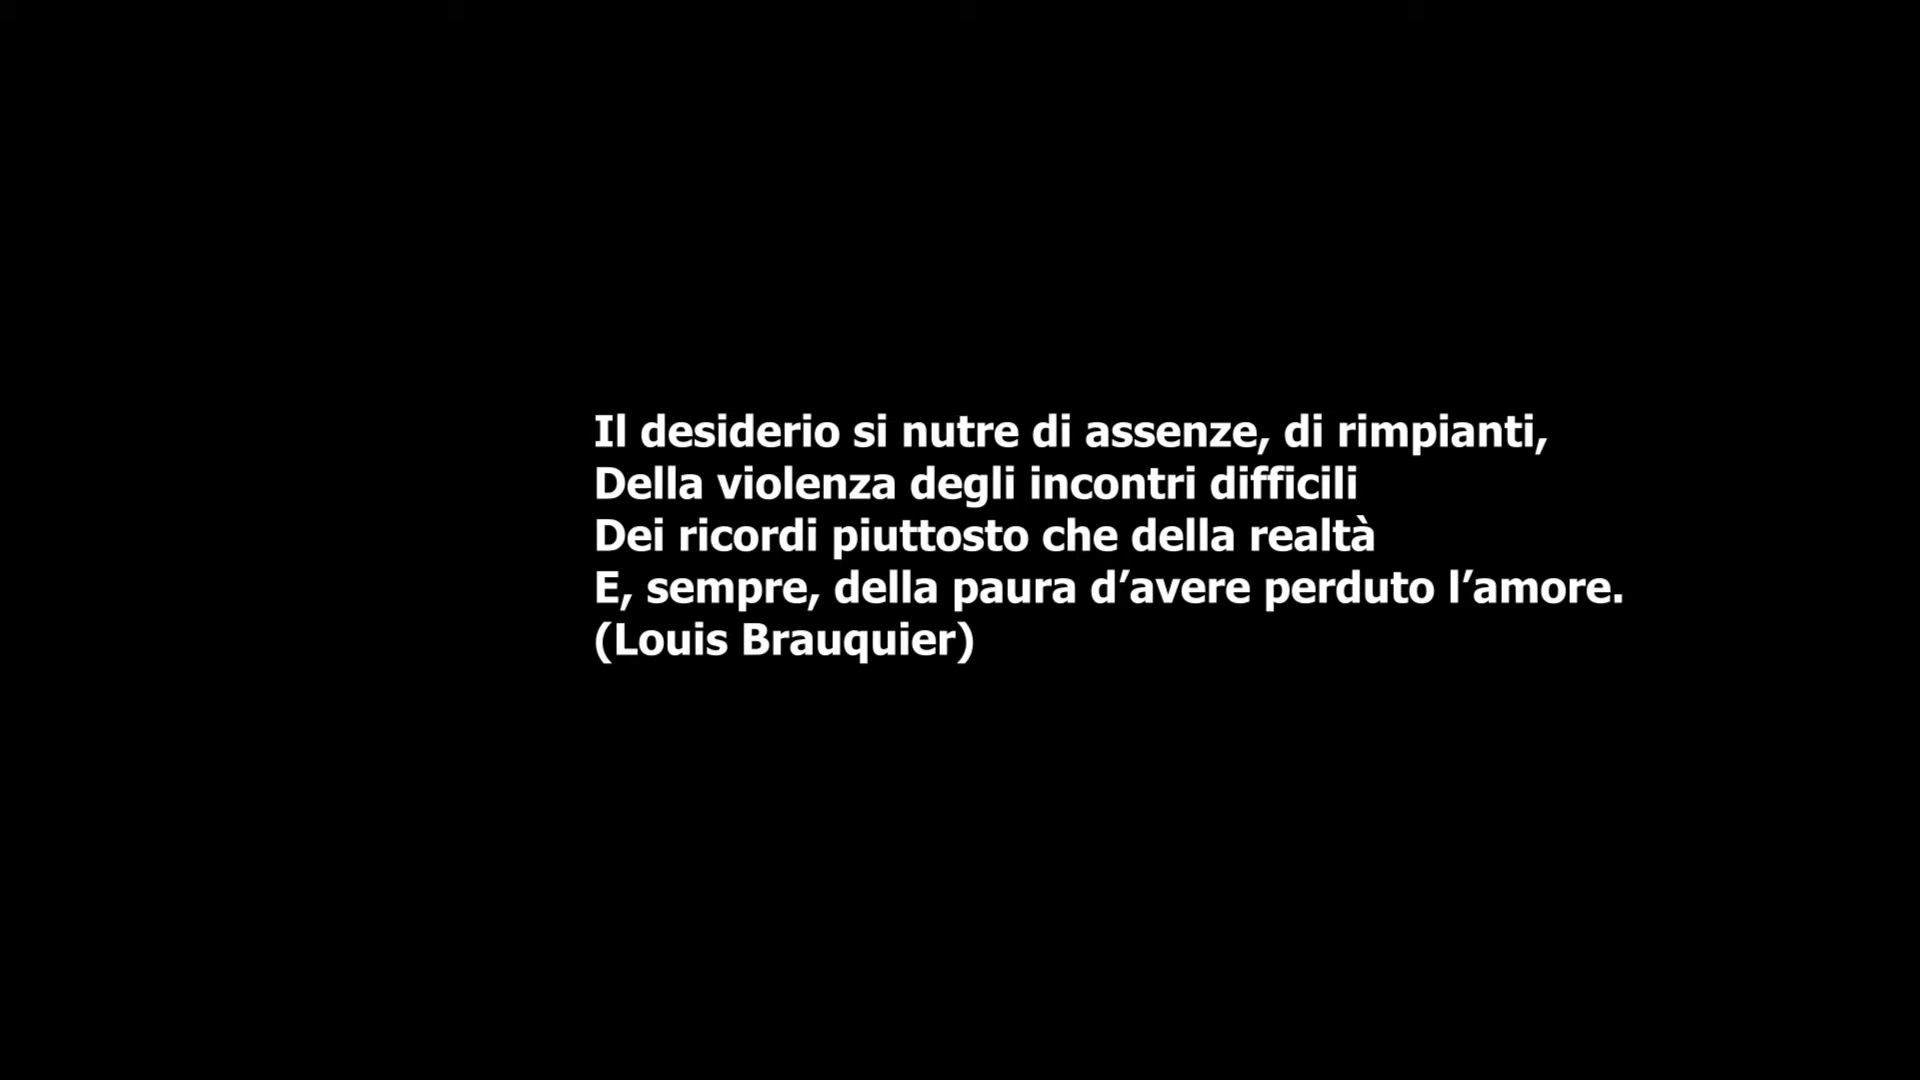 Il desiderio si nutre di assenze, di rimpianti,
Della violenza degli incontri difficili
Dei ricordi piuttosto che della realtà
E, sempre, della paura d’avere perduto l’amore.
(Louis Brauquier)